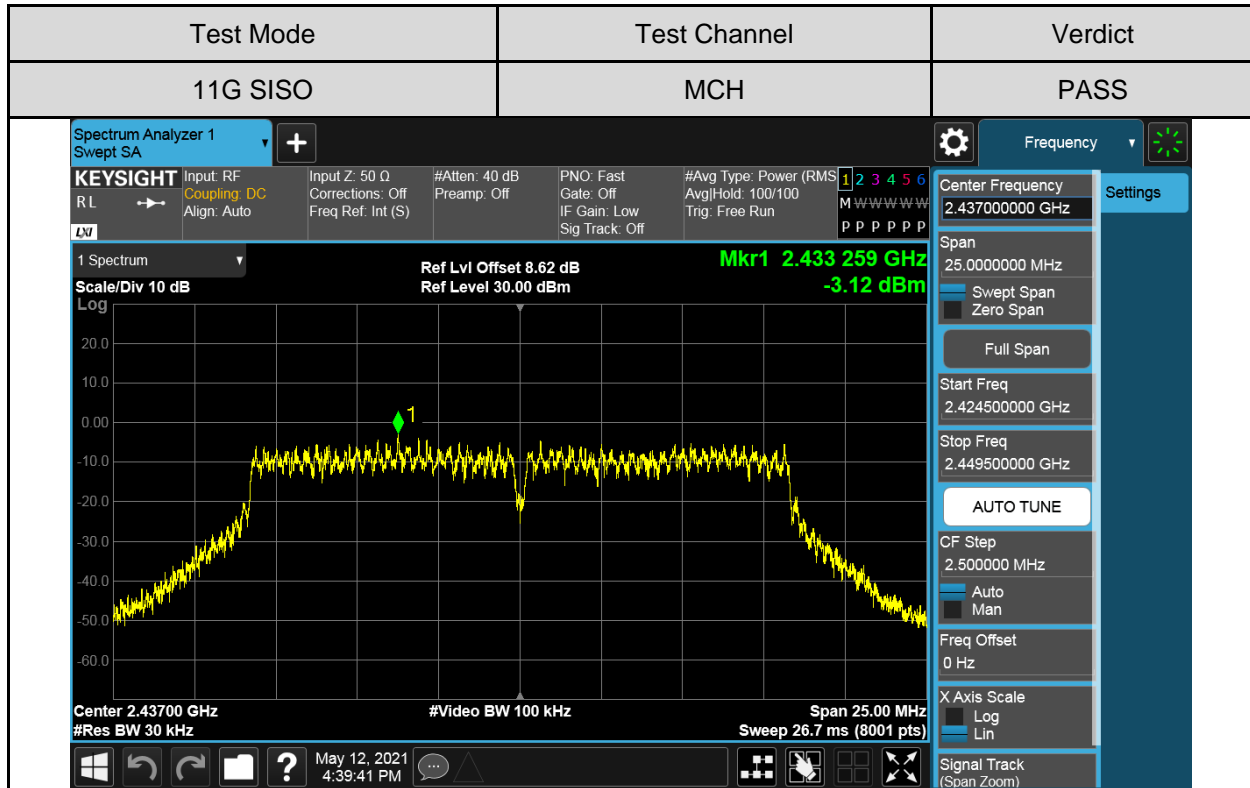 Test Mode Test Channel Verdict
11G SISO MCH PASS
Spectrum Analyzer 1
Swept SA
+
Frequency
KEYSIGHT
RL
LXI
Input: RF
Coupling: DC
Align: Auto
Input Z: 50 Ω
Corrections: Off
Freq Ref: Int (S)
#Atten: 40 dB
Preamp: Off
PNO: Fast
Gate: Off
IF Gain: Low
Sig Track: Off
#Avg Type: Power (RMS
Avg|Hold: 100/100
Trig: Free Run
1 2 3 4 5 6
M W W W W W
P P P P P P
1 Spectrum
Scale/Div 10 dB
Ref Lvl Offset 8.62 dB
Ref Level 30.00 dBm
Mkr1 2.433 259 GHz
-3.12 dBm
Log
20.0
10.0
0.00
-10.0
-20.0
-30.0
-40.0
-50.0
-60.0
1
Center 2.43700 GHz
#Res BW 30 kHz
#Video BW 100 kHz
Span 25.00 MHz
Sweep 26.7 ms (8001 pts)
?
May 12, 2021
4:39:41 PM
Settings
Center Frequency
2.437000000 GHz
Span
25.0000000 MHz
Swept Span
Zero Span
Full Span
Start Freq
2.424500000 GHz
Stop Freq
2.449500000 GHz
AUTO TUNE
CF Step
2.500000 MHz
Auto
Man
Freq Offset
0 Hz
X Axis Scale
Log
Lin
Signal Track
(Span Zoom)